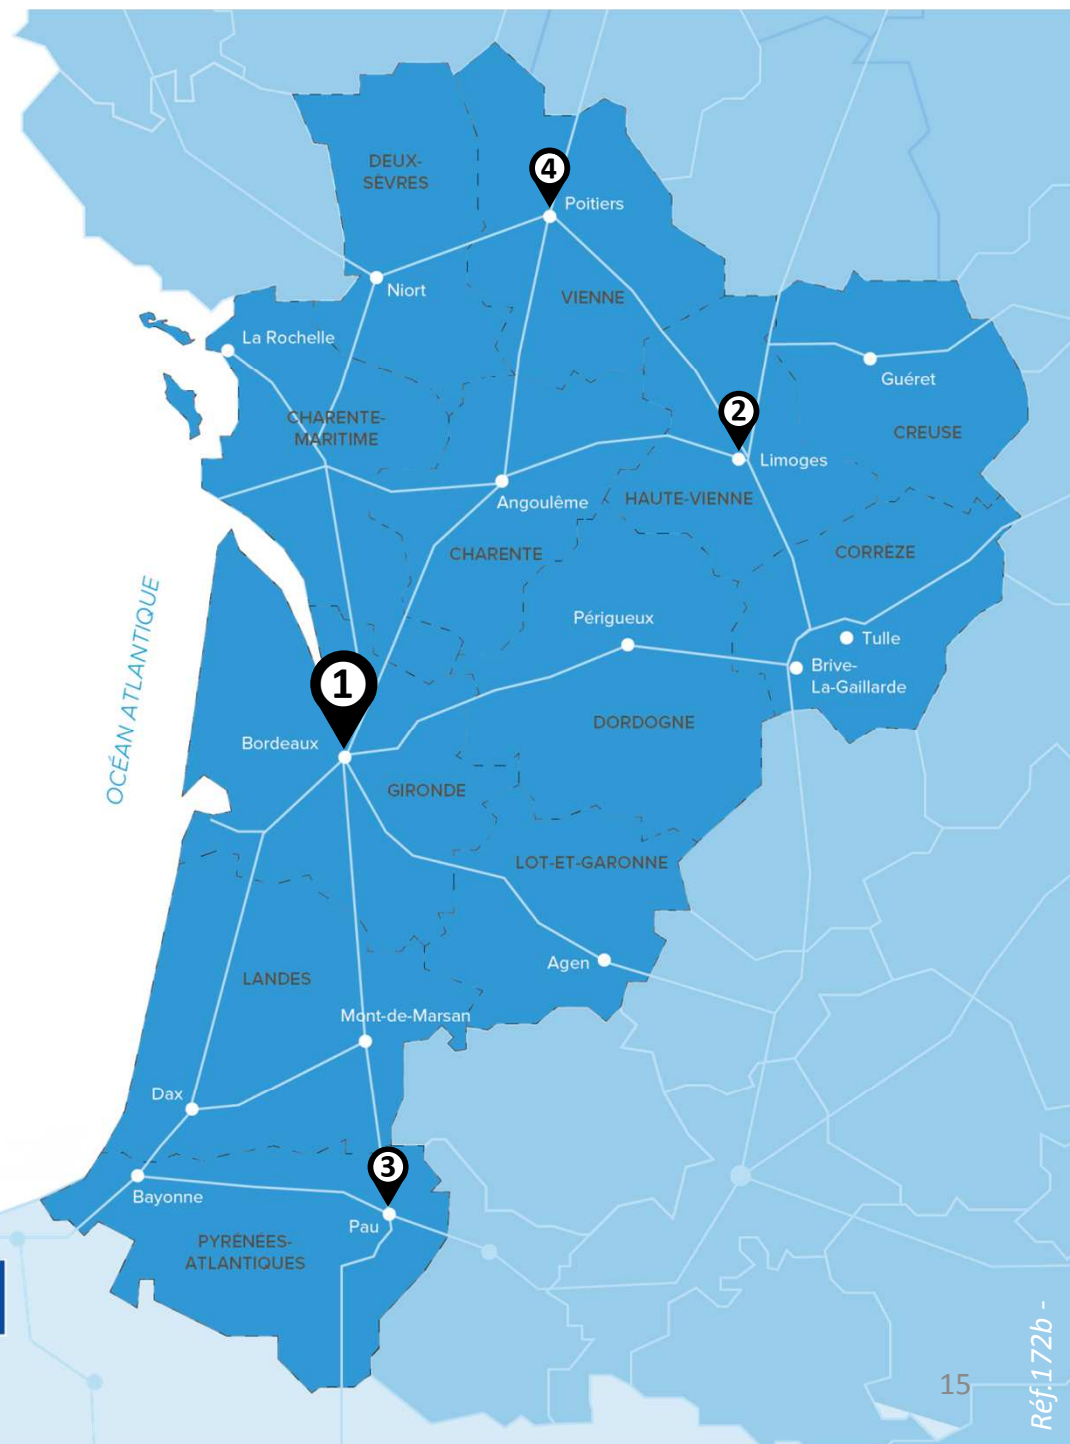 DEUX-
SÈVRES
4
Poitiers
Niort
VIENNE
La Rochelle
Guéret
CHARENTE-
MARITIME
2
CREUSE
Limoges
Angoulême
HAUTE-VIENNE
CHARENTE
CORRÈZE
OCÉAN ATLANTIQUE
Périgueux
Tulle
Brive-
La-Gaillarde
1
DORDOGNE
Bordeaux
GIRONDE
LOT-ET-GARONNE
Agen
LANDES
Mont-de-Marsan
Dax
3
Bayonne
Pau
PYRÉNÉES-
ATLANTIQUES
15
Réf.172b -